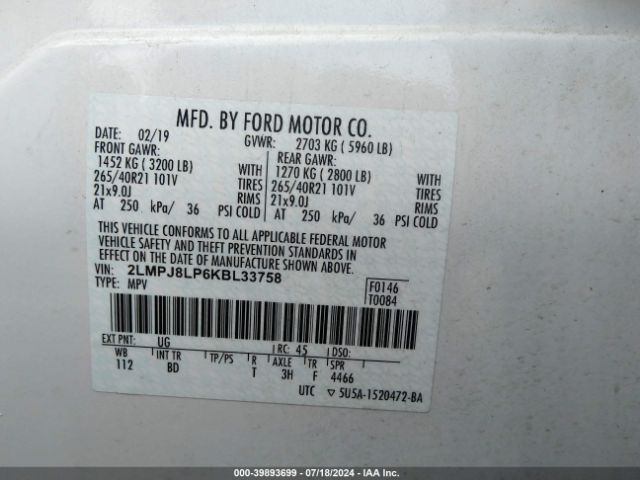 MFD. BY FORD MOTOR CO.
DATE: 02/19 GVWR: 2703 KG ( 5960 LB)
FRONT GAWR: REAR GAWR:
1452 KG ( 3200 LB) WITH 1270 KG ( 2800 LB) WITH
265/40R21 101V TIRES 265/40R21 101V TIRES
21x9.0J RIMS 21x9.0J RIMS
AT 250 kPa/ 36 PSI COLD AT 250 kPa/ 36 PSI COLD
THIS VEHICLE CONFORMS TO ALL APPLICABLE FEDERAL MOTOR
VEHICLE SAFETY AND THEFT PREVENTION STANDARDS IN
EFFECT ON THE DATE OF MANUFACTURE SHOWN ABOVE.
VIN: 2LMPJ8LP6KBL33758 F0146
TYPE: MPV T0084
EXT PNT: UG RC: 45 DSO:
WB INT TR TP/PS R AXLE TR SPR
112 BD T 3H F 4466
UTC ▽ 5U5A-1520472-BA
000-39893699 / 07/18/2024 - IAA Inc.